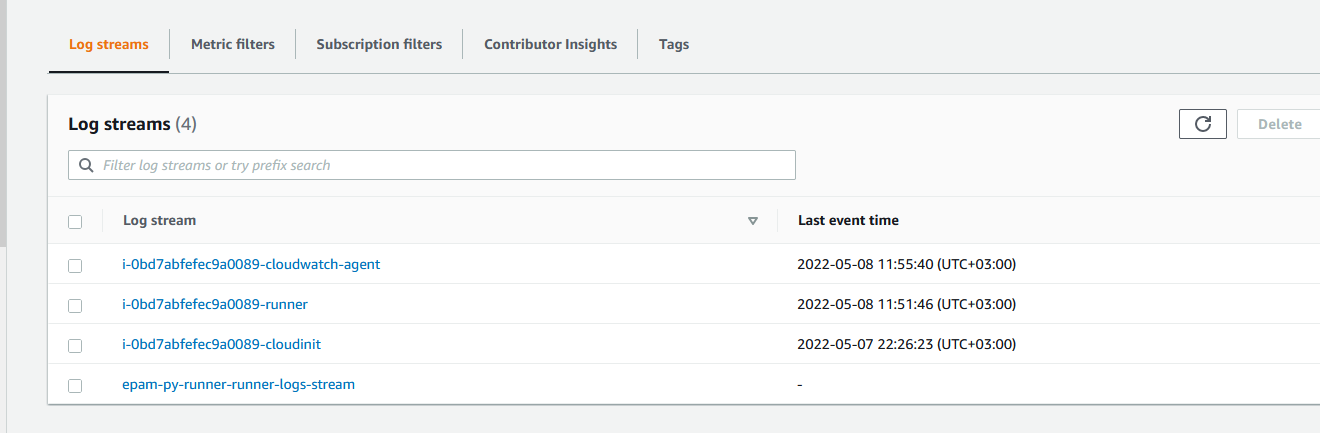 Log streams Metric filters Subscription filters Contributor Insights Tags
Log streams (4)
Delete
Filter log streams or try prefix search
Log stream Last event time
i-0bd7abfefec9a0089-cloudwatch-agent 2022-05-08 11:55:40 (UTC+03:00)
i-0bd7abfefec9a0089-runner 2022-05-08 11:51:46 (UTC+03:00)
i-0bd7abfefec9a0089-cloudinit 2022-05-07 22:26:23 (UTC+03:00)
epam-py-runner-runner-logs-stream -